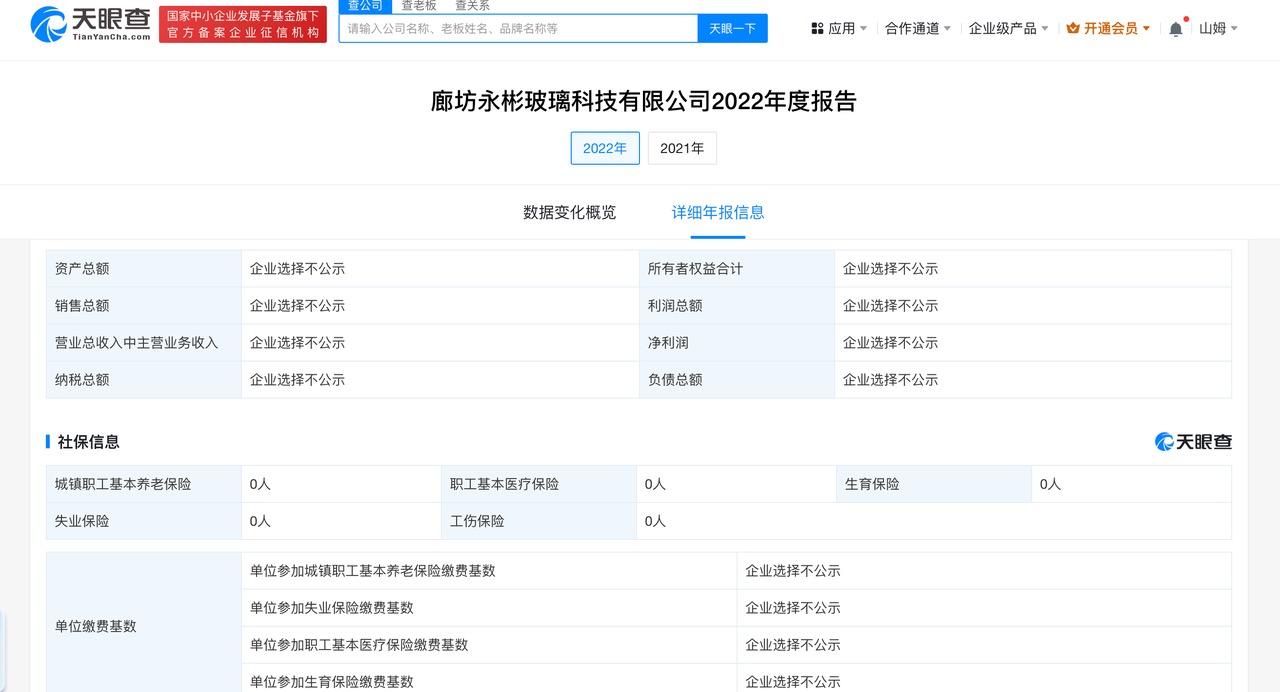 天眼查
TianYanCha.com
国家中小企业发展子基金旗下
官方备案企业征信机构
查公司 查老板 查关系
请输入公司名称、老板姓名、品牌名称等 天眼一下
应用 合作通道 企业级产品 开通会员 山姆
廊坊永彬玻璃科技有限公司2022年度报告
2022年 2021年
数据变化概览 详细年报信息
资产总额 企业选择不公示 所有者权益合计 企业选择不公示
销售总额 企业选择不公示 利润总额 企业选择不公示
营业总收入中主营业务收入 企业选择不公示 净利润 企业选择不公示
纳税总额 企业选择不公示 负债总额 企业选择不公示
社保信息 天眼查
城镇职工基本养老保险 0人 职工基本医疗保险 0人 生育保险 0人
失业保险 0人 工伤保险 0人
单位缴费基数
单位参加城镇职工基本养老保险缴费基数 企业选择不公示
单位参加失业保险缴费基数 企业选择不公示
单位参加职工基本医疗保险缴费基数 企业选择不公示
单位参加生育保险缴费基数 企业选择不公示